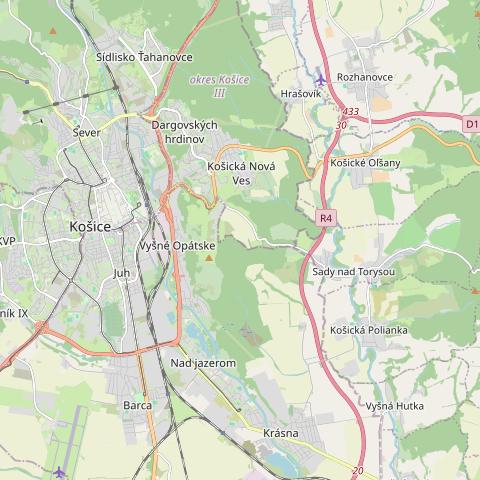 Sídlisko Ťahanovce
okres Košice
III
Rozhanovce
Hrašovík
433
30
D1
Sever
Dargovských
hrdinov
Košická Nová
Ves
Košické Oľšany
R4
Košice
KVP
Vyšné Opátske
Juh
Sady nad Torysou
ník IX
Košická Polianka
Nad jazerom
Barca
Vyšná Hutka
Krásna
20